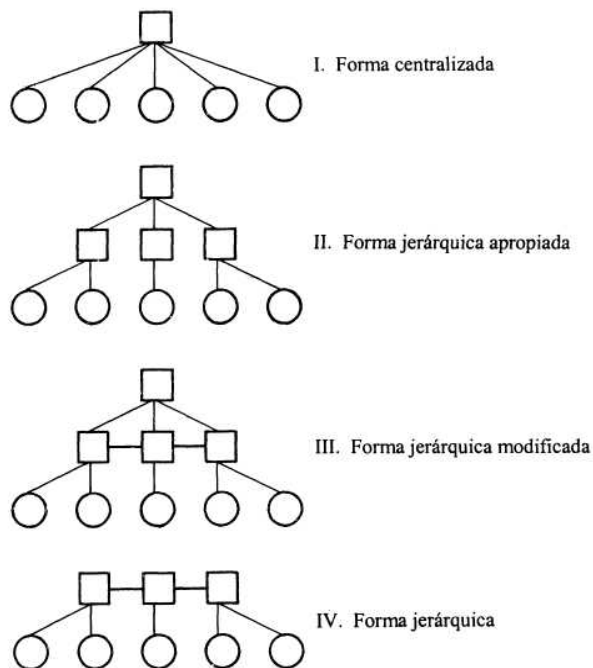 I. Forma centralizada
II. Forma jerárquica apropiada
III. Forma jerárquica modificada
IV. Forma jerárquica